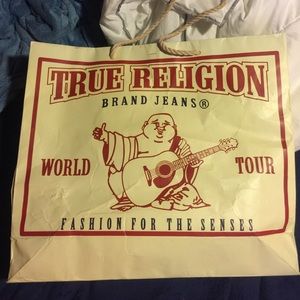 TRUE RELIGION
BRAND JEANS®
WORLD TOUR
FASHION FOR THE SENSES